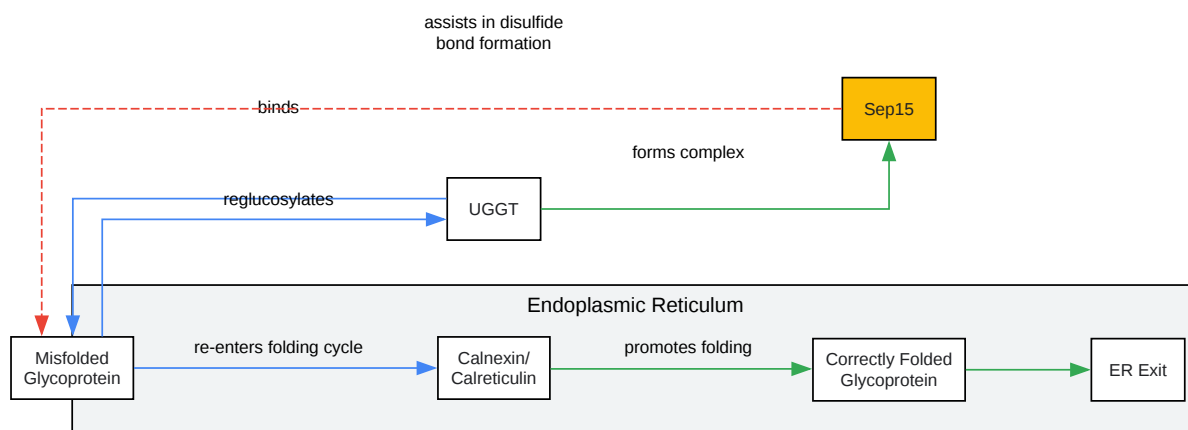 assists in disulfide
bond formation
binds
Sep15
forms complex
reglucosylates
UGGT
Endoplasmic Reticulum
Misfolded
Glycoprotein
re-enters folding cycle
Calnexin/
Calreticulin
promotes folding
Correctly Folded
Glycoprotein
ER Exit